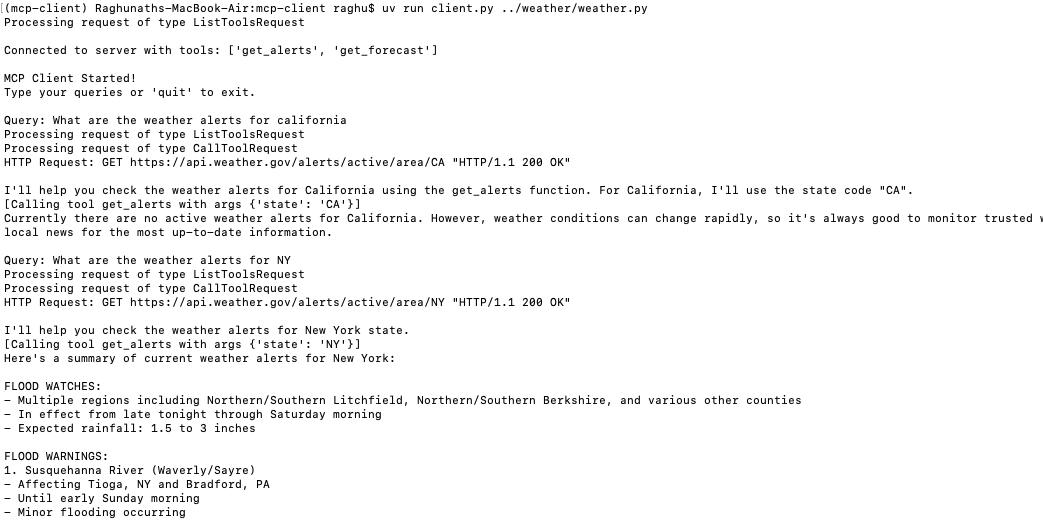 [(mcp-client) Raghunaths-MacBook-Air:mcp-client raghu$ uv run client.py ../weather/weather.py
Processing request of type ListToolsRequest
Connected to server with tools: ['get_alerts', 'get_forecast']
MCP Client Started!
Type your queries or 'quit' to exit.
Query: What are the weather alerts for california
Processing request of type ListToolsRequest
Processing request of type CallToolRequest
HTTP Request: GET https://api.weather.gov/alerts/active/area/CA "HTTP/1.1 200 OK"
I'll help you check the weather alerts for California using the get_alerts function. For California, I'll use the state code "CA".
[Calling tool get_alerts with args {'state': 'CA'}]
Currently there are no active weather alerts for California. However, weather conditions can change rapidly, so it's always good to monitor trusted
local news for the most up-to-date information.
Query: What are the weather alerts for NY
Processing request of type ListToolsRequest
Processing request of type CallToolRequest
HTTP Request: GET https://api.weather.gov/alerts/active/area/NY "HTTP/1.1 200 OK"
I'll help you check the weather alerts for New York state.
[Calling tool get_alerts with args {'state': 'NY'}]
Here's a summary of current weather alerts for New York:
FLOOD WATCHES:
- Multiple regions including Northern/Southern Litchfield, Northern/Southern Berkshire, and various other counties
- In effect from late tonight through Saturday morning
- Expected rainfall: 1.5 to 3 inches
FLOOD WARNINGS:
1. Susquehanna River (Waverly/Sayre)
- Affecting Tioga, NY and Bradford, PA
- Until early Sunday morning
- Minor flooding occurring